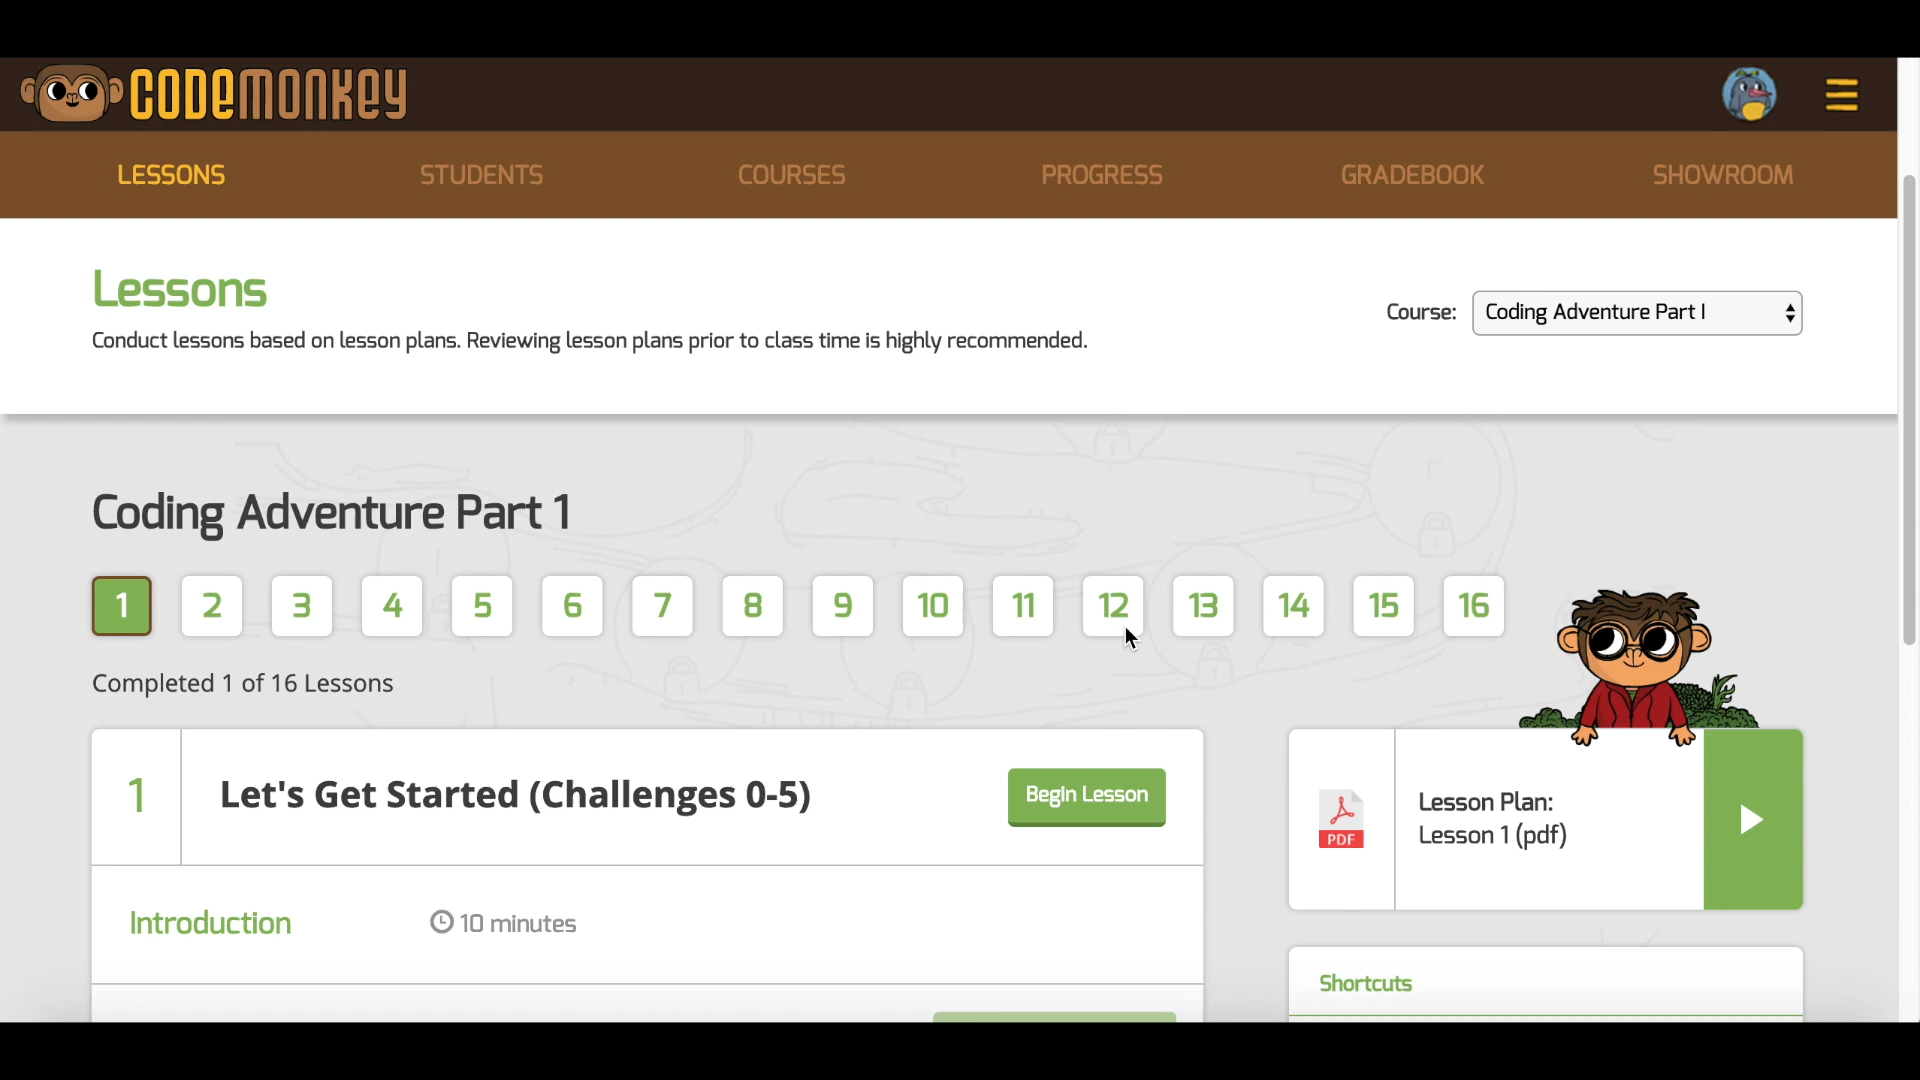 CODEMONKEY
LESSONS STUDENTS COURSES PROGRESS GRADEBOOK SHOWROOM
Lessons
Conduct lessons based on lesson plans. Reviewing lesson plans prior to class time is highly recommended.
Course: Coding Adventure Part I
Coding Adventure Part 1
1 2 3 4 5 6 7 8 9 10 11 12 13 14 15 16
Completed 1 of 16 Lessons
1 Let's Get Started (Challenges 0-5) Begin Lesson
Introduction 10 minutes
PDF
Lesson Plan:
Lesson 1 (pdf)
Shortcuts